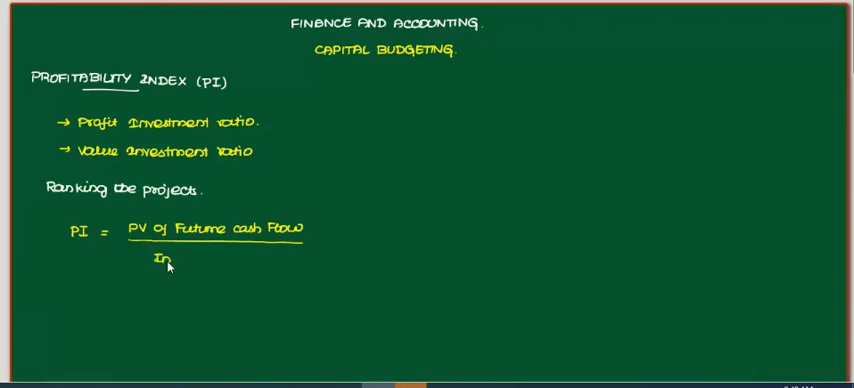 FINANCE AND ACCOUNTING.
CAPITAL BUDGETING.
PROFITABILITY INDEX (PI)
→ Profit Investment ratio.
→ Value Investment ratio
Ranking the projects.
PI = PV of Future cash Flow
In